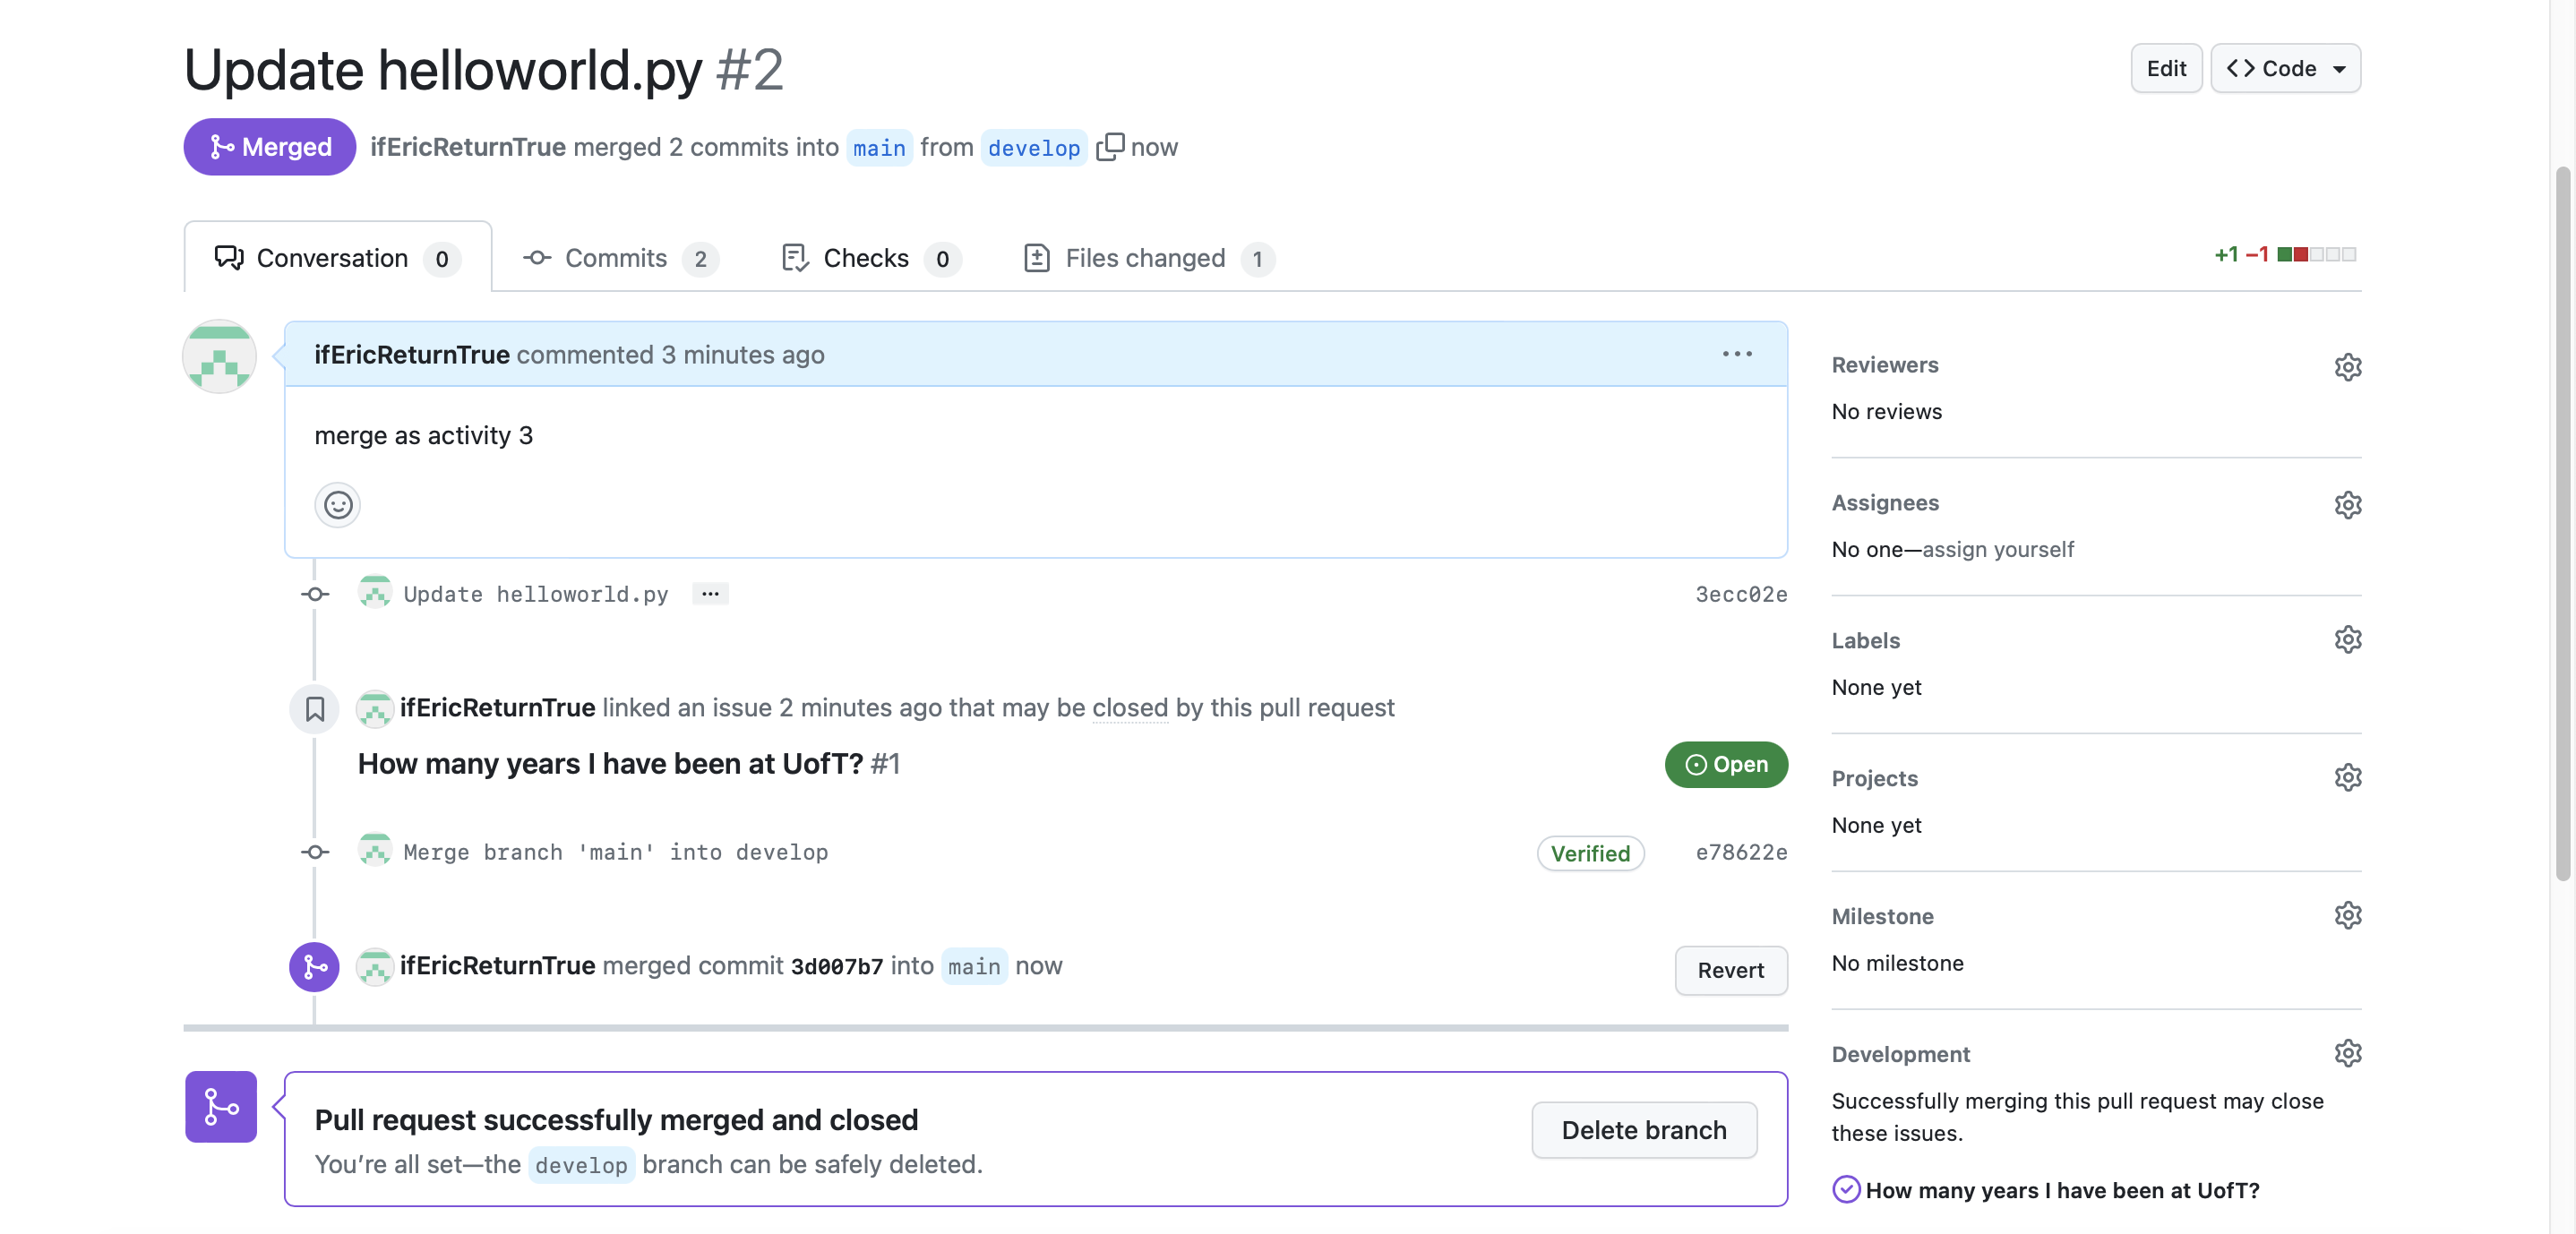 Update helloworld.py #2
Edit
Code
Merged
ifEricReturnTrue merged 2 commits into main from develop now
Conversation 0
Commits 2
Checks 0
Files changed 1
+1 −1
ifEricReturnTrue commented 3 minutes ago
merge as activity 3
Update helloworld.py ...
3ecc02e
ifEricReturnTrue linked an issue 2 minutes ago that may be closed by this pull request
How many years I have been at UofT? #1
Open
Merge branch 'main' into develop
Verified
e78622e
ifEricReturnTrue merged commit 3d007b7 into main now
Revert
Pull request successfully merged and closed
You’re all set—the develop branch can be safely deleted.
Delete branch
Reviewers
No reviews
Assignees
No one—assign yourself
Labels
None yet
Projects
None yet
Milestone
No milestone
Development
Successfully merging this pull request may close
these issues.
How many years I have been at UofT?